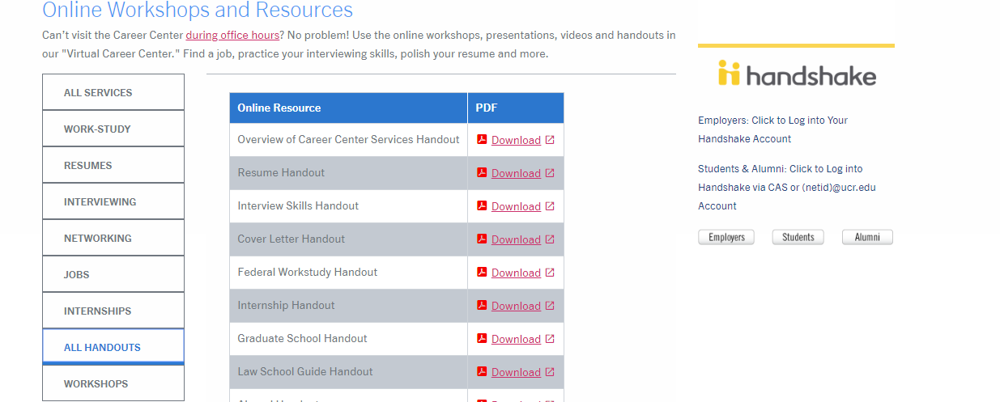 Online Workshops and Resources
Can't visit the Career Center during office hours? No problem! Use the online workshops, presentations, videos and handouts in
our "Virtual Career Center." Find a job, practice your interviewing skills, polish your resume and more.
ALL SERVICES
WORK-STUDY
RESUMES
INTERVIEWING
NETWORKING
JOBS
INTERNSHIPS
ALL HANDOUTS
WORKSHOPS
Online Resource PDF
Overview of Career Center Services Handout Download
Resume Handout Download
Interview Skills Handout Download
Cover Letter Handout Download
Federal Workstudy Handout Download
Internship Handout Download
Graduate School Handout Download
Law School Guide Handout Download
handshake
Employers: Click to Log into Your
Handshake Account
Students & Alumni: Click to Log into
Handshake via CAS or (netid)@ucr.edu
Account
Employers Students Alumni